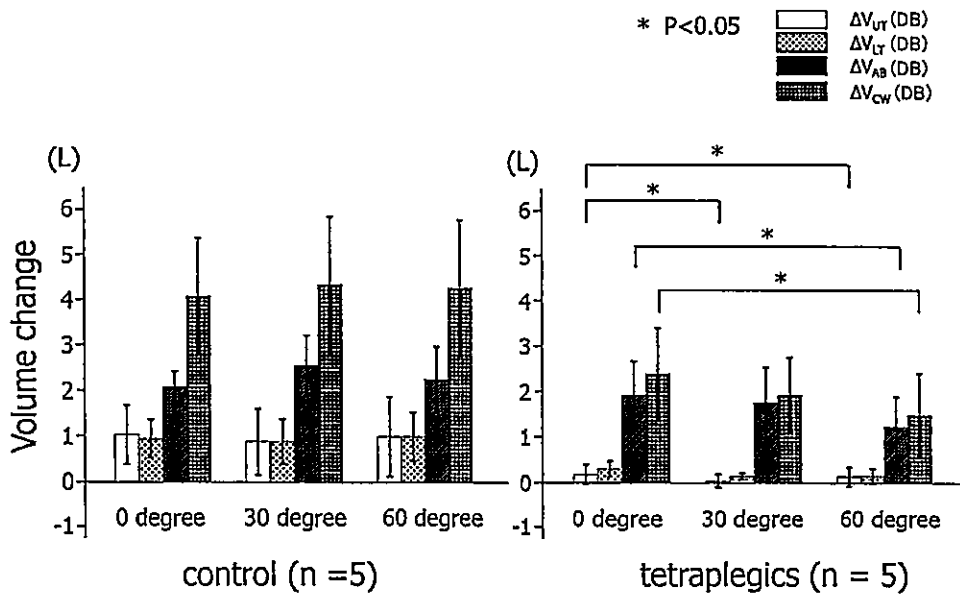 * P<0.05
ΔV_UT (DB)
ΔV_LT (DB)
ΔV_AB (DB)
ΔV_CW (DB)
(L)
Volume change
6
5
4
3
2
1
0
-1
0 degree 30 degree 60 degree
control (n =5)
(L)
6
5
4
3
2
1
0
-1
*
*
*
*
0 degree 30 degree 60 degree
tetraplegics (n = 5)